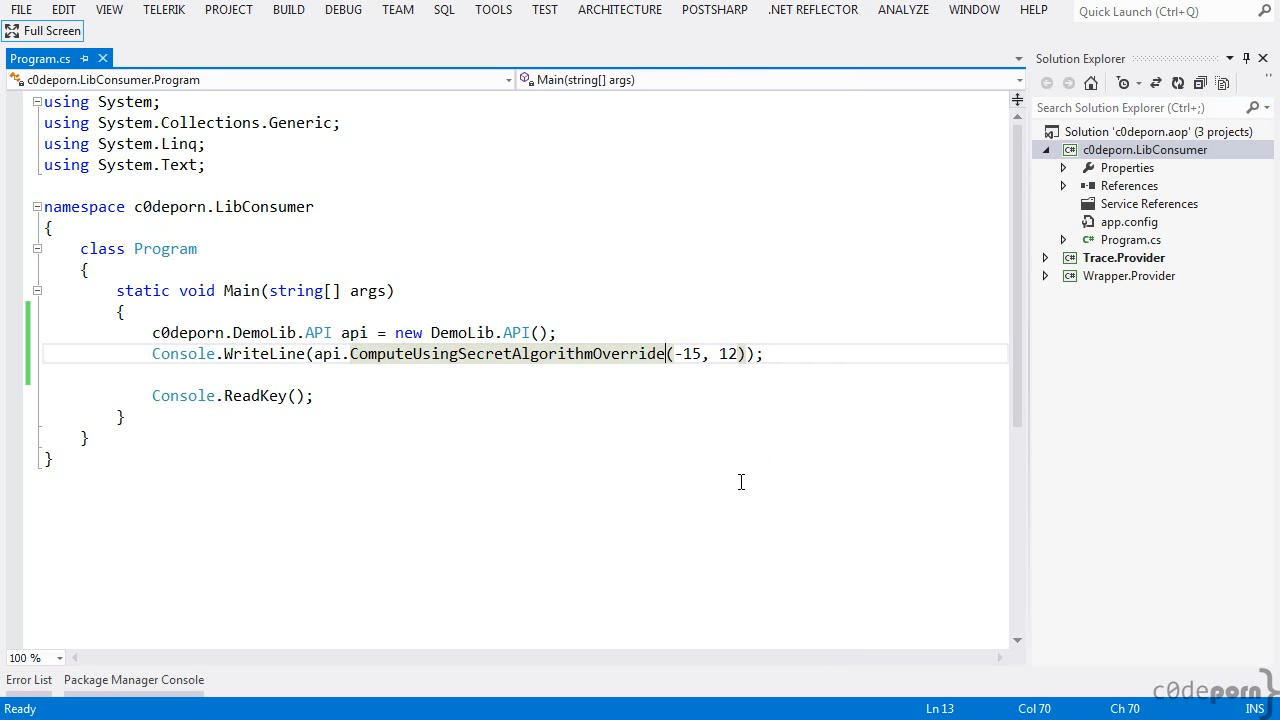 FILE EDIT VIEW TELERIK PROJECT BUILD DEBUG TEAM SQL TOOLS TEST ARCHITECTURE POSTSHARP .NET REFLECTOR ANALYZE WINDOW HELP Quick Launch (Ctrl+Q)
Full Screen
Program.cs
c0deporn.LibConsumer.Program Main(string[] args)
using System;
using System.Collections.Generic;
using System.Linq;
using System.Text;
namespace c0deporn.LibConsumer
{
class Program
{
static void Main(string[] args)
{
c0deporn.DemoLib.API api = new DemoLib.API();
Console.WriteLine(api.ComputeUsingSecretAlgorithmOverride(-15, 12));
Console.ReadKey();
}
}
}
100 %
Solution Explorer
Search Solution Explorer (Ctrl+;)
Solution 'c0deporn.aop' (3 projects)
C# c0deporn.LibConsumer
Properties
References
Service References
app.config
C# Program.cs
C# Trace.Provider
C# Wrapper.Provider
Error List Package Manager Console
c0deporn}
Ready Ln 13 Col 70 Ch 70 INS